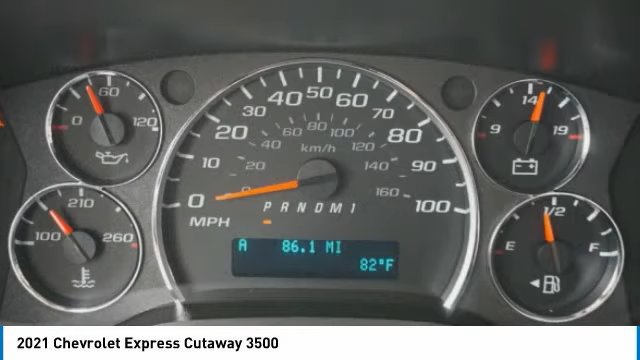 0 60 120
100 210 260
0 10 20 30 40 50 60 70 80 90 100
0 20 40 60 80 100 120 140 160
km/h
MPH
P R N D M 1
A 86.1 MI
82°F
9 14 19
E 1/2 F
2021 Chevrolet Express Cutaway 3500